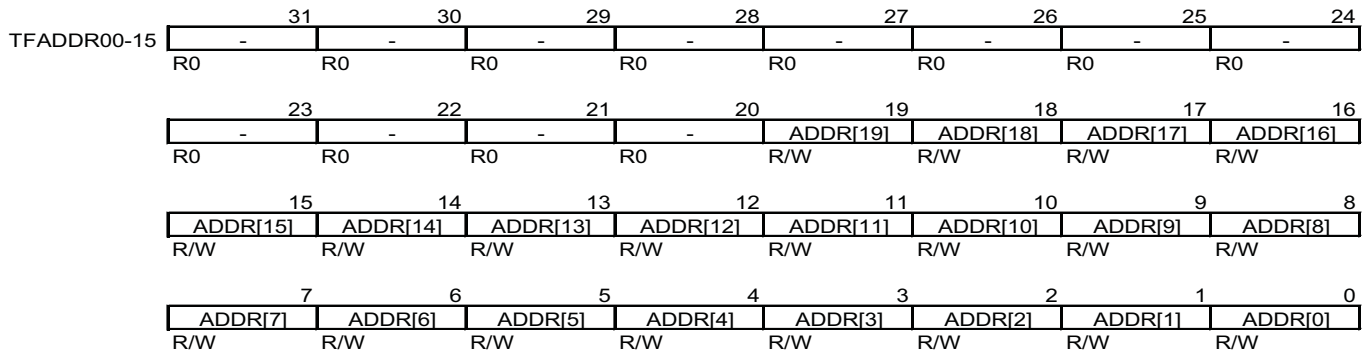 31 30 29 28 27 26 25 24
TFADDR00-15 - - - - - - - -
R0 R0 R0 R0 R0 R0 R0 R0
23 22 21 20 19 18 17 16
- - - - ADDR[19] ADDR[18] ADDR[17] ADDR[16]
R0 R0 R0 R0 R/W R/W R/W R/W
15 14 13 12 11 10 9 8
ADDR[15] ADDR[14] ADDR[13] ADDR[12] ADDR[11] ADDR[10] ADDR[9] ADDR[8]
R/W R/W R/W R/W R/W R/W R/W R/W
7 6 5 4 3 2 1 0
ADDR[7] ADDR[6] ADDR[5] ADDR[4] ADDR[3] ADDR[2] ADDR[1] ADDR[0]
R/W R/W R/W R/W R/W R/W R/W R/W